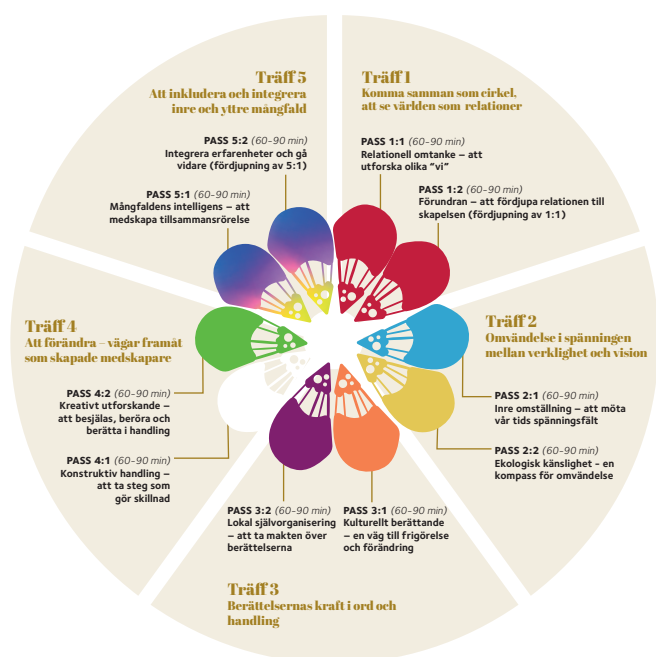 Träff 1
Komma samman som cirkel,
att se världen som relationer
PASS 1:1 (60–90 min)
Relationell omtanke – att
utforska olika ”vi”
PASS 1:2 (60–90 min)
Förundran – att fördjupa relationen till
skapelsen (fördjupning av 1:1)
Träff 2
Omvändelse i spänningen
mellan verklighet och vision
PASS 2:1 (60–90 min)
Inre omställning – att möta
vår tids spänningsfält
PASS 2:2 (60–90 min)
Ekologisk känslighet - en
kompass för omvändelse
PASS 3:1 (60–90 min)
Kulturellt berättande
– en väg till frigörelse
och förändring
PASS 3:2 (60–90 min)
Lokal självorganisering
– att ta makten över
berättelserna
Träff 3
Berättelsernas kraft i ord och
handling
Träff 4
Att förändra – vägar framåt
som skapade medskapare
PASS 4:2 (60–90 min)
Kreativt utforskande –
att besjälas, beröra och
berätta i handling
PASS 4:1 (60–90 min)
Konstruktiv handling –
att ta steg som
gör skillnad
Träff 5
Att inkludera och integrera
inre och yttre mångfald
PASS 5:2 (60–90 min)
Integrera erfarenheter och gå
vidare (fördjupning av 5:1)
PASS 5:1 (60–90 min)
Mångfaldens intelligens – att
medskapa tillsammansrörelse